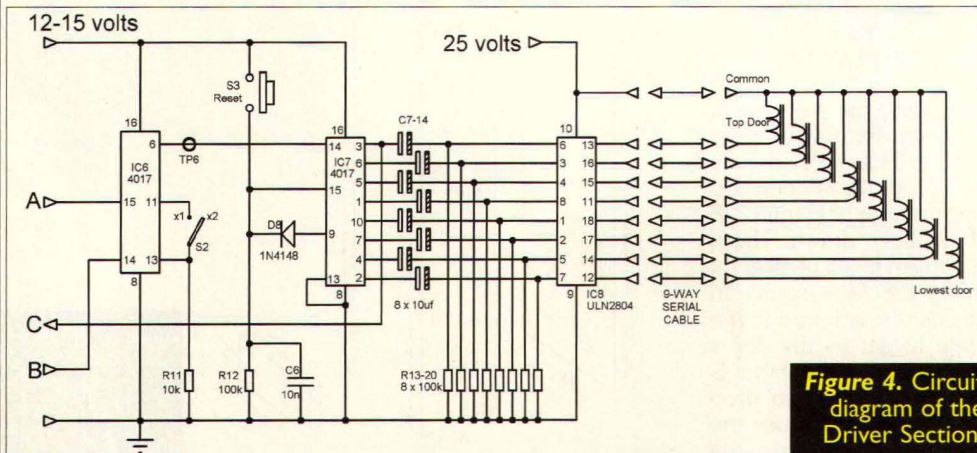 12-15 volts
25 volts
S3
Reset
Common
Top Door
C7-14
16
16
10
6
TP6
14
3
6
13
IC6
4017
IC7
4017
6
3
16
A
15
11
x1
x2
S2
15
5
4
15
1
8
11
D8
1N4148
9
10
1
18
7
2
17
14
13
4
5
14
13
2
7
12
8
8
8 x 10uf
9
IC8
ULN2804
9-WAY
SERIAL
CABLE
Lowest door
C
B
R11
10k
R12
100k
C6
10n
R13-20
8 x 100k
Figure 4. Circuit
diagram of the
Driver Section.